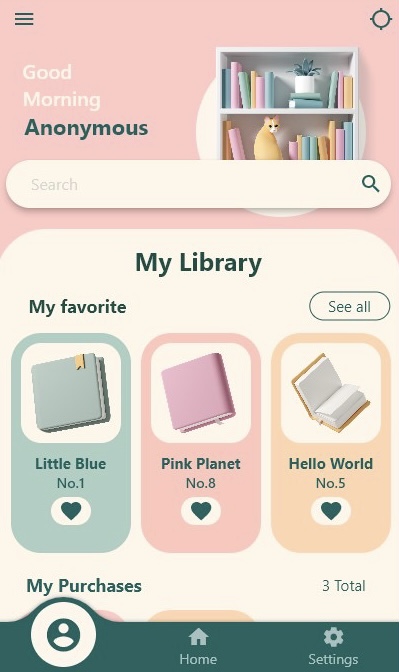 Good
Morning
Anonymous
Search
My Library
My favorite
See all
Little Blue
No.1
Pink Planet
No.8
Hello World
No.5
My Purchases
3 Total
Home
Settings